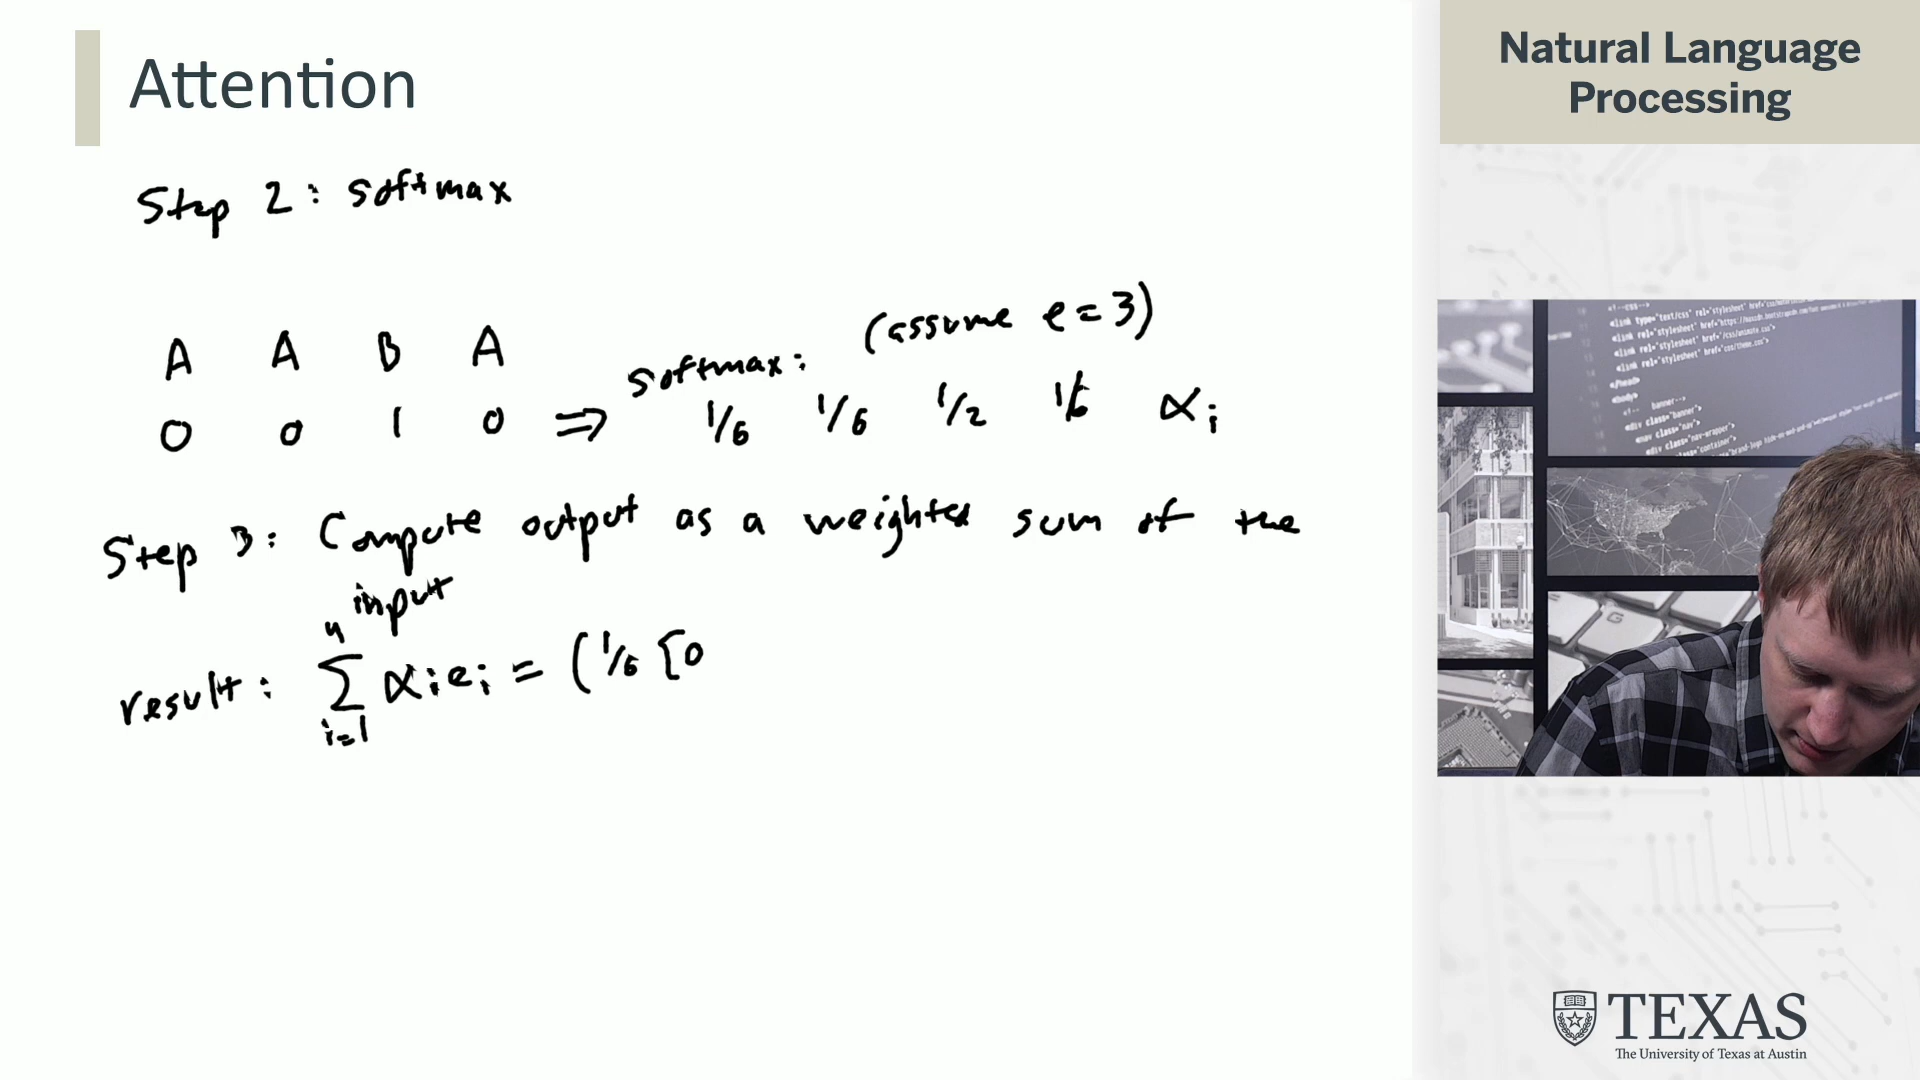 Attention
Step 2: softmax
(assume e=3)
softmax:
A A B A
0 0 1 0 ⇒ 1/6 1/6 1/2 1/6 αi
Step 3: Compute output as a weighted sum of the
input
result: 4 Σ i=1 αiei = (1/6 [0
Natural Language
Processing
TEXAS
The University of Texas at Austin